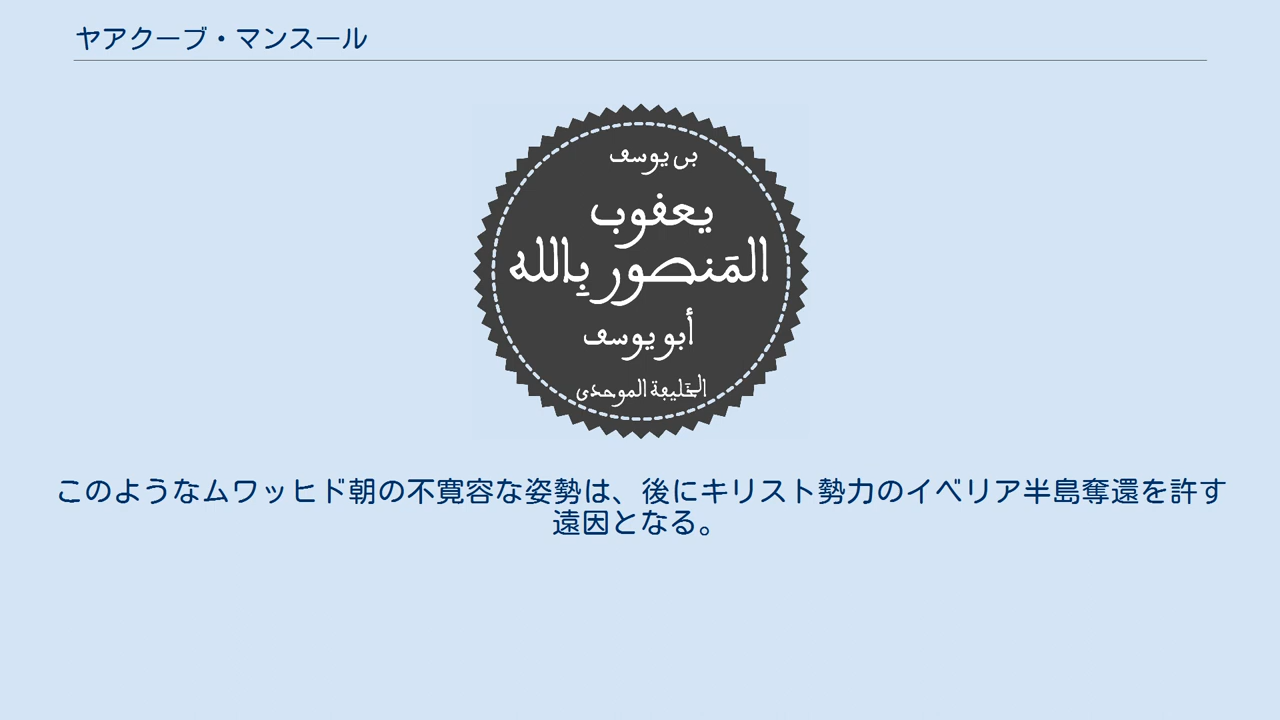 ヤアクーブ・マンスール
بن يوسف
يعقوب
المَنصور بِالله
أبو يوسف
الخَليفة الموحدى
このようなムワッヒド朝の不寛容な姿勢は、後にキリスト勢力のイベリア半島奪還を許す
遠因となる。